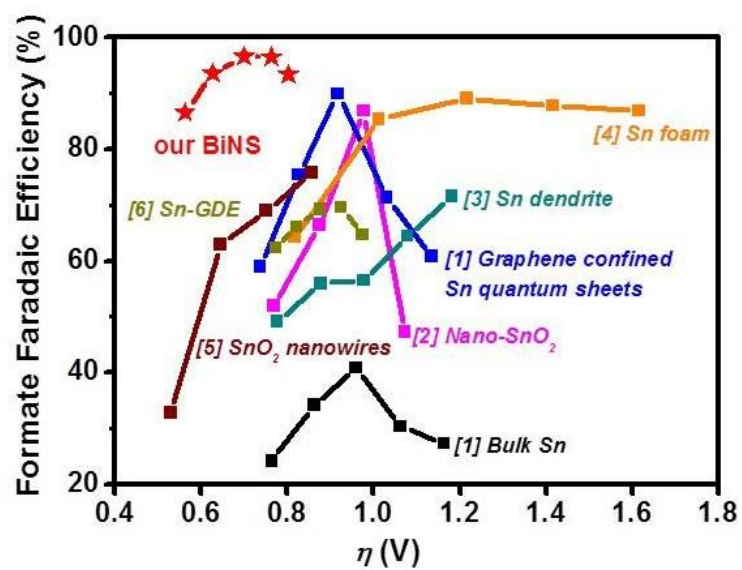 Formate Faradaic Efficiency (%)
100
80
60
40
20
our BiNS
[4] Sn foam
[6] Sn-GDE
[3] Sn dendrite
[1] Graphene confined
Sn quantum sheets
[5] SnO₂ nanowires
[2] Nano-SnO₂
[1] Bulk Sn
0.4 0.6 0.8 1.0 1.2 1.4 1.6 1.8
η (V)